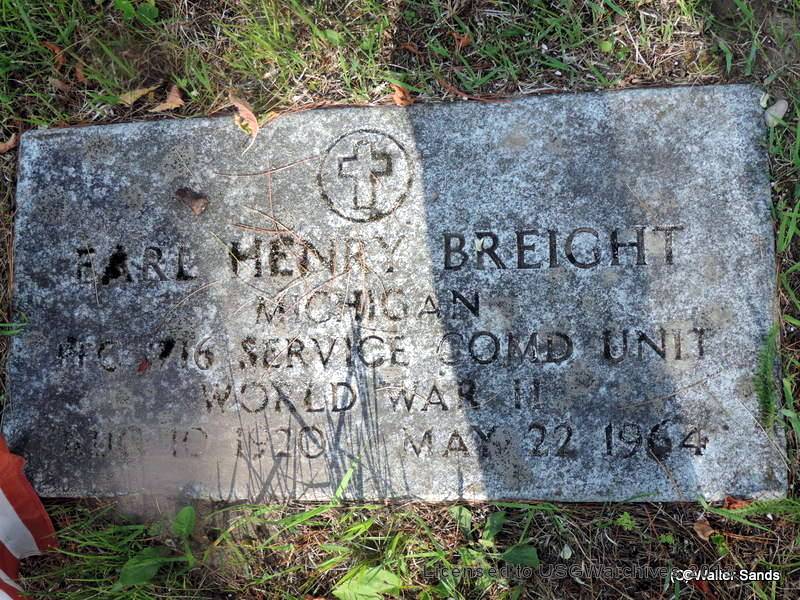 EARL HENRY BREIGHT
MICHIGAN
PFC 1716 SERVICE COMD UNIT
WORLD WAR II
AUG 10 1920 MAY 22 1964
Licensed to USGWarchives
©Walter Sands